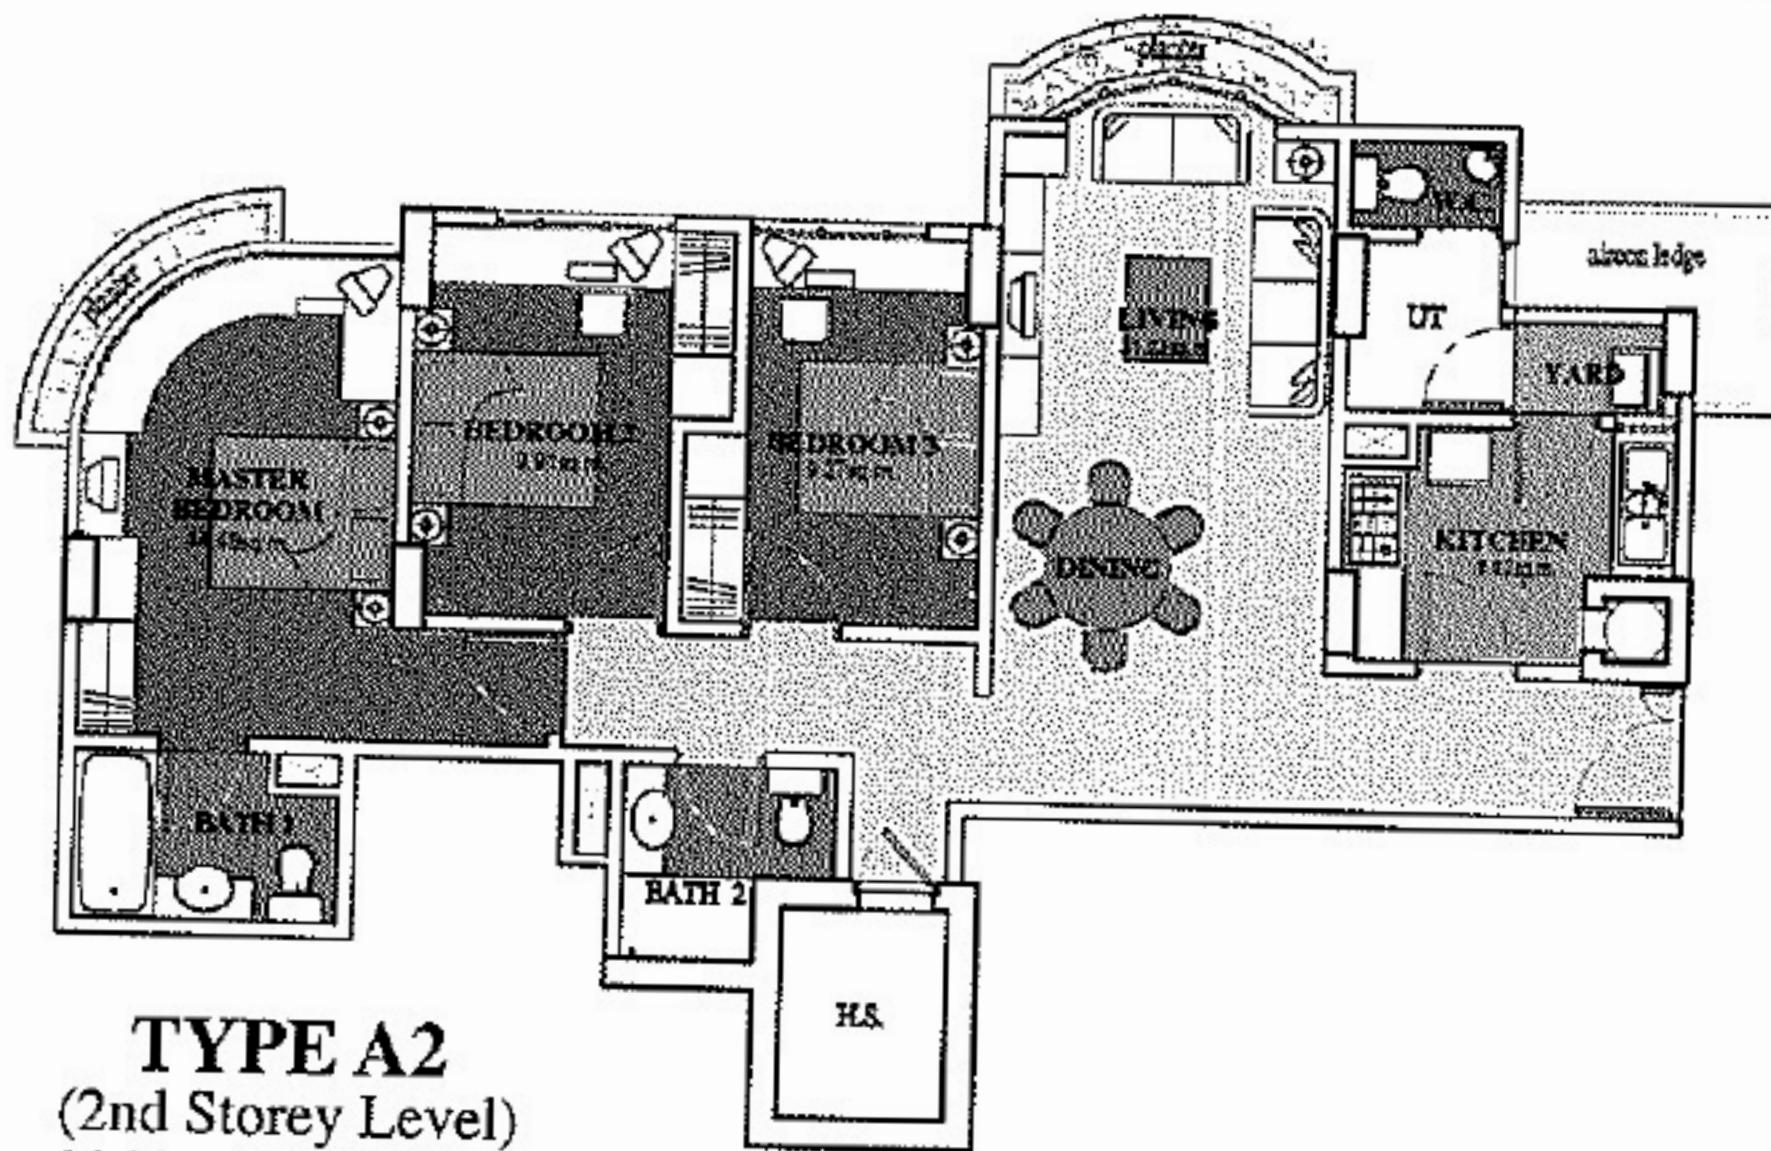 planter
W.C.
aircon ledge
planter
UT
LIVING
YARD
BEDROOM 2
BEDROOM 3
MASTER
BEDROOM
KITCHEN
DINING
BATH 1
BATH 2
H.S.
TYPE A2
(2nd Storey Level)